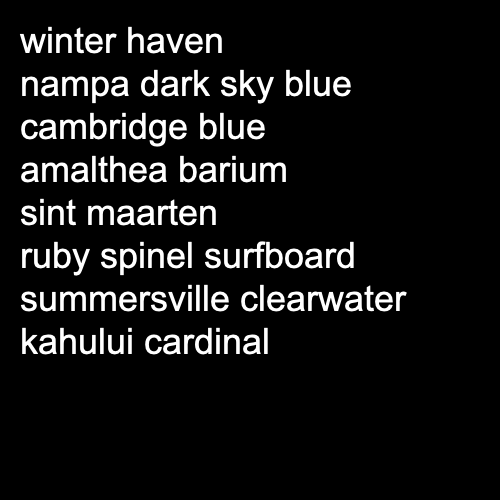 winter haven
nampa dark sky blue
cambridge blue
amalthea barium
sint maarten
ruby spinel surfboard
summersville clearwater
kahului cardinal